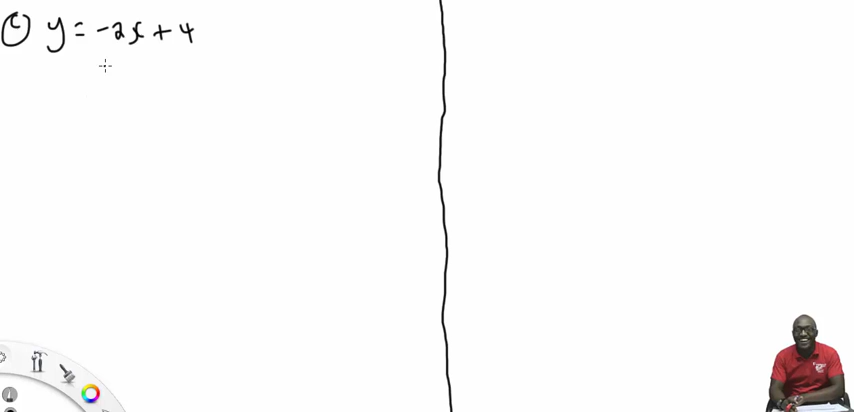 (c) y = -2x + 4